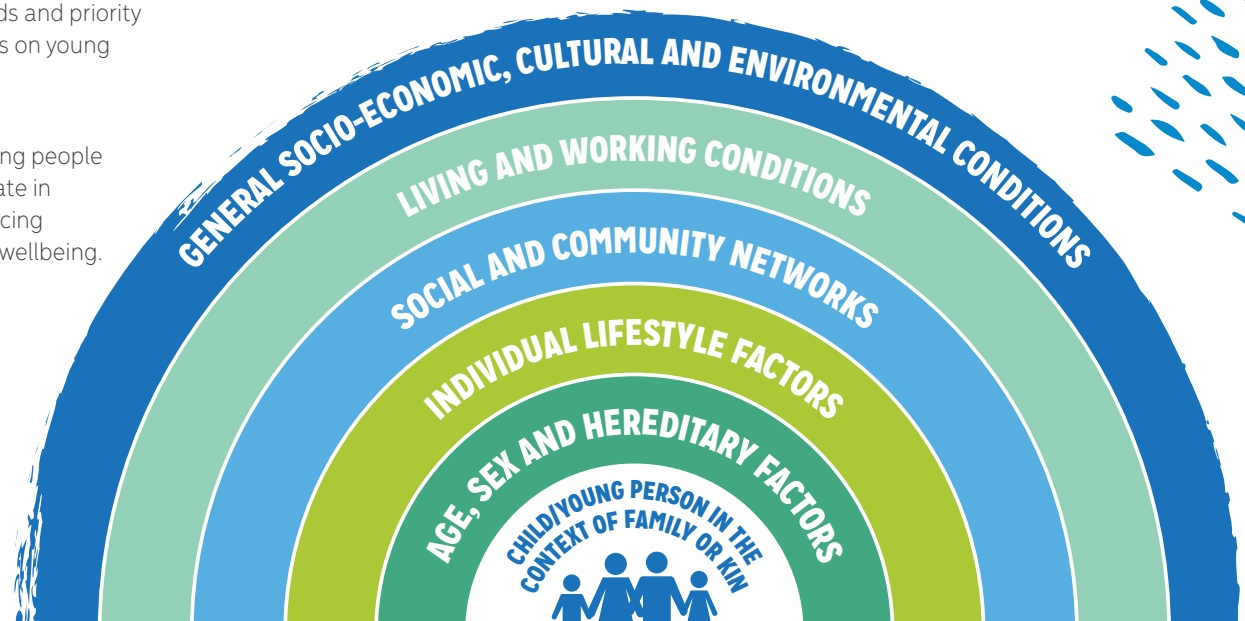 ds and priority
s on young
ng people
ate in
cing
wellbeing.
GENERAL SOCIO-ECONOMIC, CULTURAL AND ENVIRONMENTAL CONDITIONS
LIVING AND WORKING CONDITIONS
SOCIAL AND COMMUNITY NETWORKS
INDIVIDUAL LIFESTYLE FACTORS
AGE, SEX AND HEREDITARY FACTORS
CHILD/YOUNG PERSON IN THE
CONTEXT OF FAMILY OR KIN